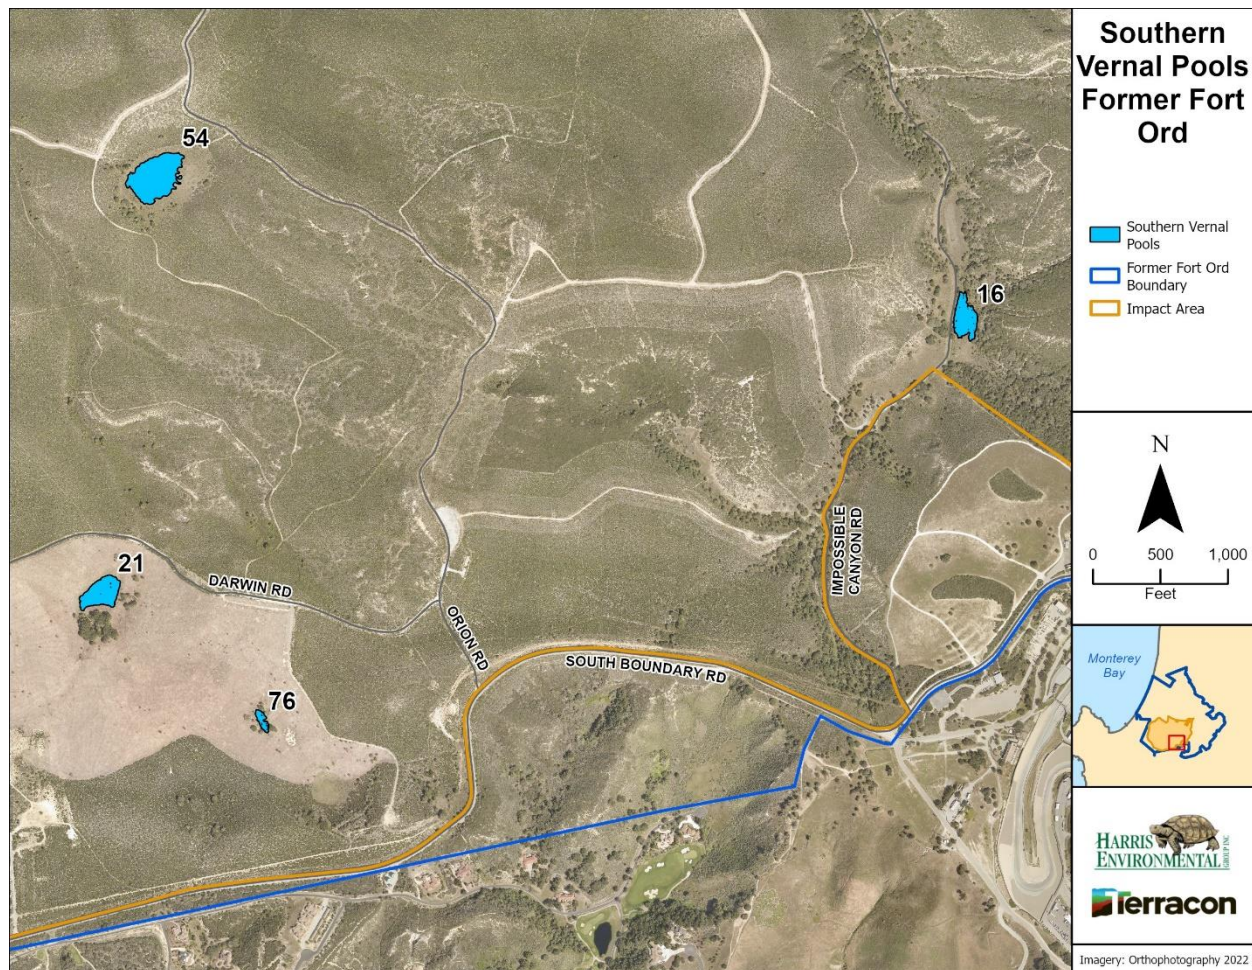 Southern
Vernal Pools
Former Fort
Ord
Southern Vernal
Pools
Former Fort Ord
Boundary
Impact Area
N
0 500 1,000
Feet
Monterey
Bay
HARRIS
ENVIRONMENTAL
GROUP INC
Terracon
Imagery: Orthophotography 2022
54
16
21
DARWIN RD
IMPOSSIBLE
CANYON RD
ORION RD
SOUTH BOUNDARY RD
76